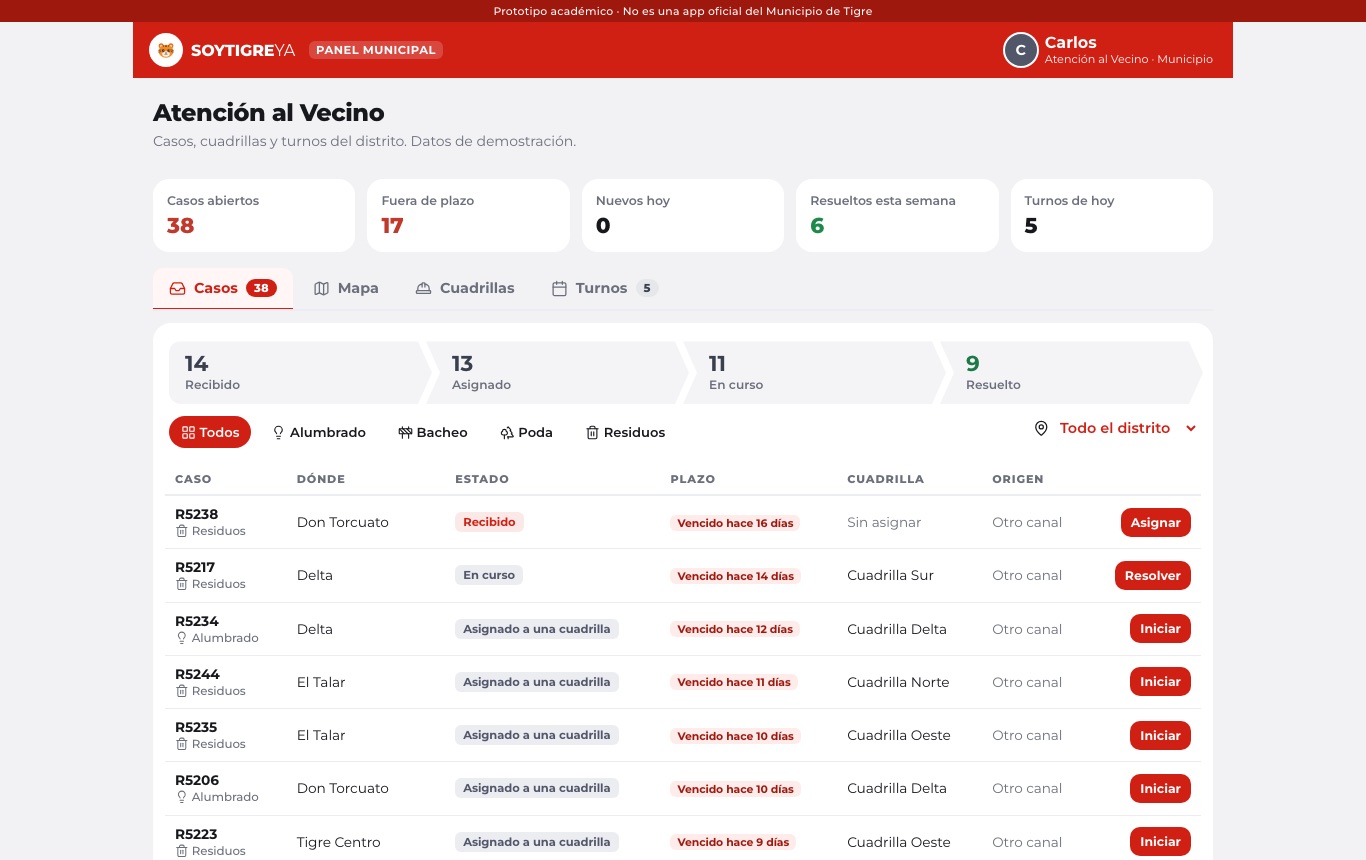 Prototipo académico · No es una app oficial del Municipio de Tigre
SOYTIGREYA PANEL MUNICIPAL
C Carlos
Atención al Vecino · Municipio
Atención al Vecino
Casos, cuadrillas y turnos del distrito. Datos de demostración.
Casos abiertos
38
Fuera de plazo
17
Nuevos hoy
0
Resueltos esta semana
6
Turnos de hoy
5
Casos 38 Mapa Cuadrillas Turnos 5
14
Recibido
13
Asignado
11
En curso
9
Resuelto
Todos Alumbrado Bacheo Poda Residuos Todo el distrito
CASO DÓNDE ESTADO PLAZO CUADRILLA ORIGEN
R5238
Residuos
Don Torcuato Recibido Vencido hace 16 días Sin asignar Otro canal Asignar
R5217
Residuos
Delta En curso Vencido hace 14 días Cuadrilla Sur Otro canal Resolver
R5234
Alumbrado
Delta Asignado a una cuadrilla Vencido hace 12 días Cuadrilla Delta Otro canal Iniciar
R5244
Residuos
El Talar Asignado a una cuadrilla Vencido hace 11 días Cuadrilla Norte Otro canal Iniciar
R5235
Residuos
El Talar Asignado a una cuadrilla Vencido hace 10 días Cuadrilla Oeste Otro canal Iniciar
R5206
Alumbrado
Don Torcuato Asignado a una cuadrilla Vencido hace 10 días Cuadrilla Delta Otro canal Iniciar
R5223
Residuos
Tigre Centro Asignado a una cuadrilla Vencido hace 9 días Cuadrilla Oeste Otro canal Iniciar